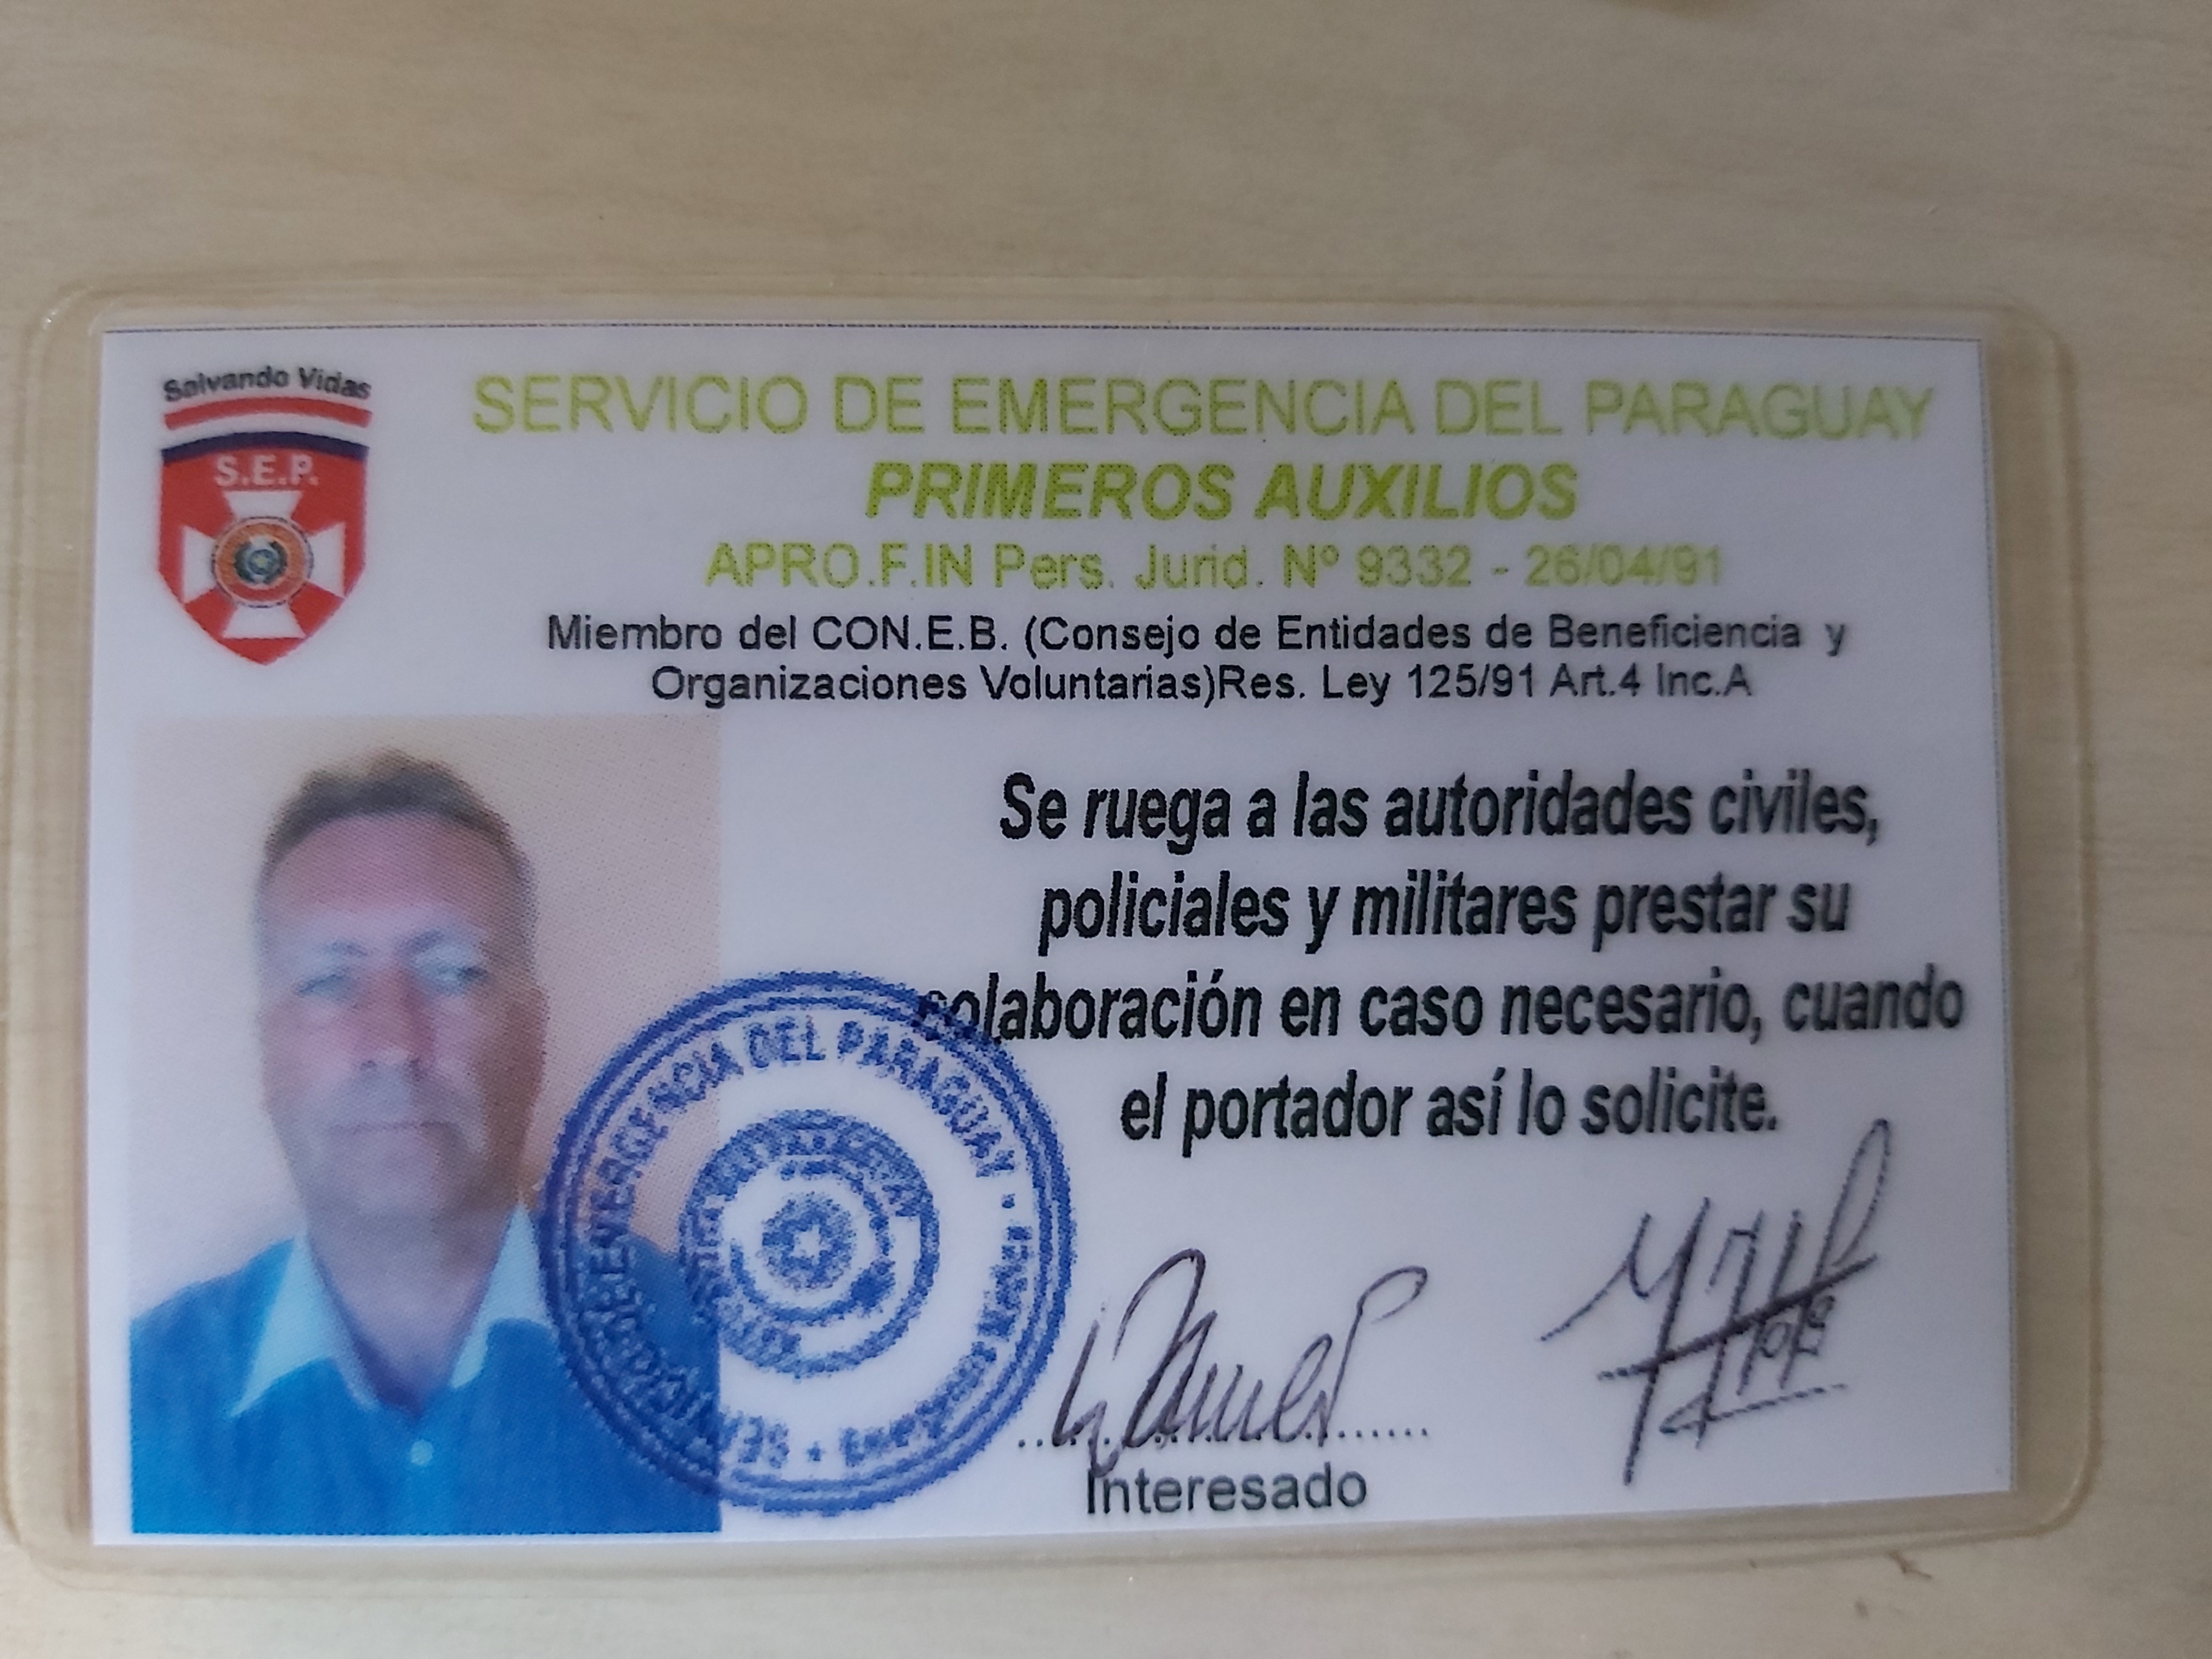 Salvando Vidas
S.E.P.
SERVICIO DE EMERGENCIA DEL PARAGUAY
PRIMEROS AUXILIOS
APRO.F.IN Pers. Jurid. Nº 9332 - 26/04/91
Miembro del CON.E.B. (Consejo de Entidades de Beneficiencia y
Organizaciones Voluntarias)Res. Ley 125/91 Art.4 Inc.A
Se ruega a las autoridades civiles,
policiales y militares prestar su
colaboración en caso necesario, cuando
el portador así lo solicite.
SERVICIO DE EMERGENCIA DEL PARAGUAY
Interesado